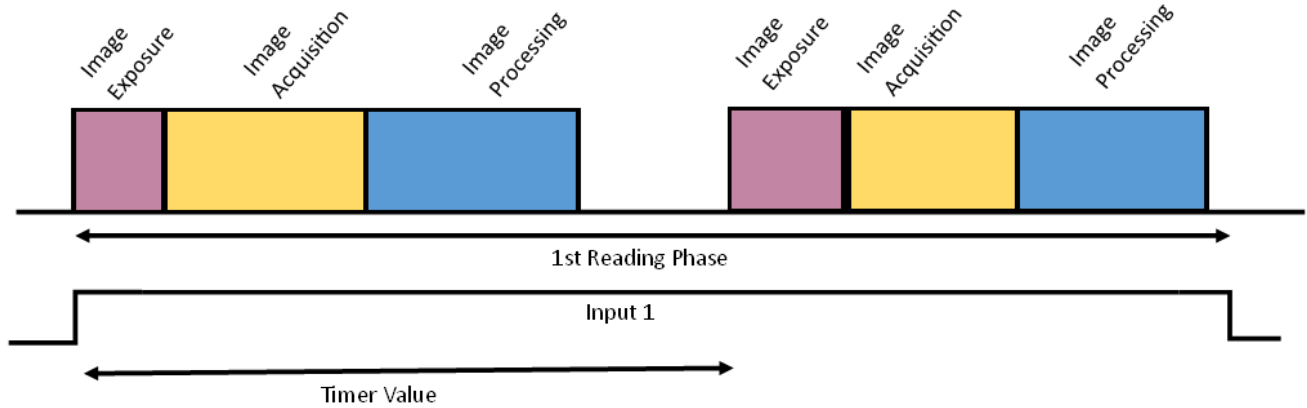 Image
Exposure
Image
Acquisition
Image
Processing
Image
Exposure
Image
Acquisition
Image
Processing
1st Reading Phase
Input 1
Timer Value